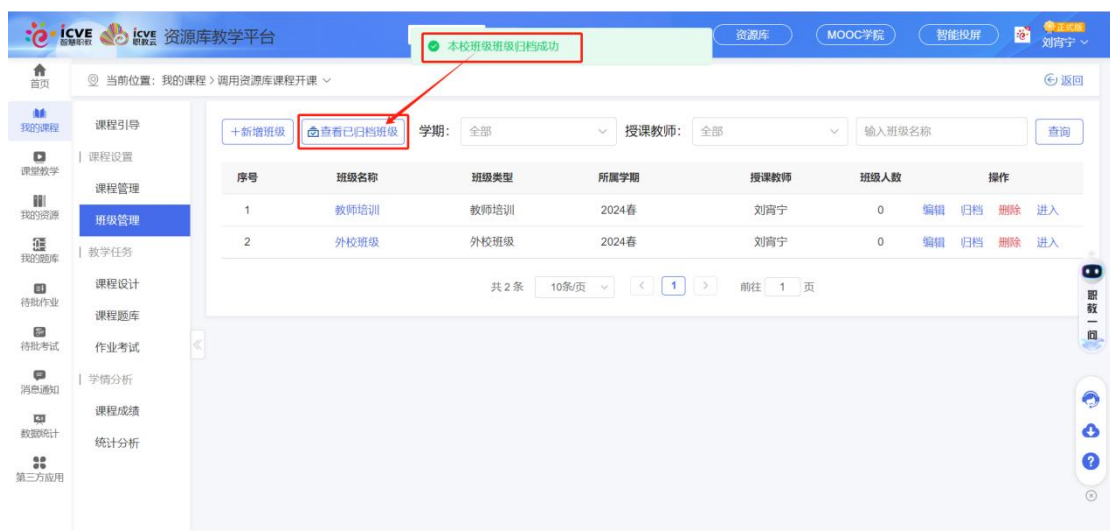 icve 智慧职教 icve 职教云 资源库教学平台
本校班级班级归档成功
资源库 MOOC学院 智能投屏 正式版 刘宵宁
首页
当前位置：我的课程 > 调用资源库课程开课
返回
我的课程
课堂教学
我的资源
我的题库
待批作业
待批考试
消息通知
数据统计
第三方应用
课程引导
课程设置
课程管理
班级管理
教学任务
课程设计
课程题库
作业考试
学情分析
课程成绩
统计分析
+新增班级 查看已归档班级 学期： 全部 授课教师： 全部 输入班级名称 查询
序号 班级名称 班级类型 所属学期 授课教师 班级人数 操作
1 教师培训 教师培训 2024春 刘宵宁 0 编辑 归档 删除 进入
2 外校班级 外校班级 2024春 刘宵宁 0 编辑 归档 删除 进入
共 2 条 10条/页 < 1 > 前往 1 页
职教一问